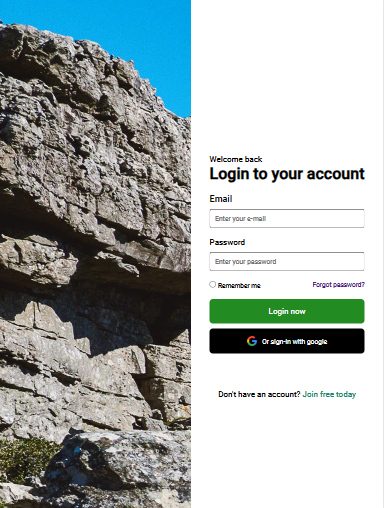 Welcome back
Login to your account
Email
Enter your e-mail
Password
Enter your password
Remember me Forgot password?
Login now
Or sign-in with google
Don't have an account? Join free today